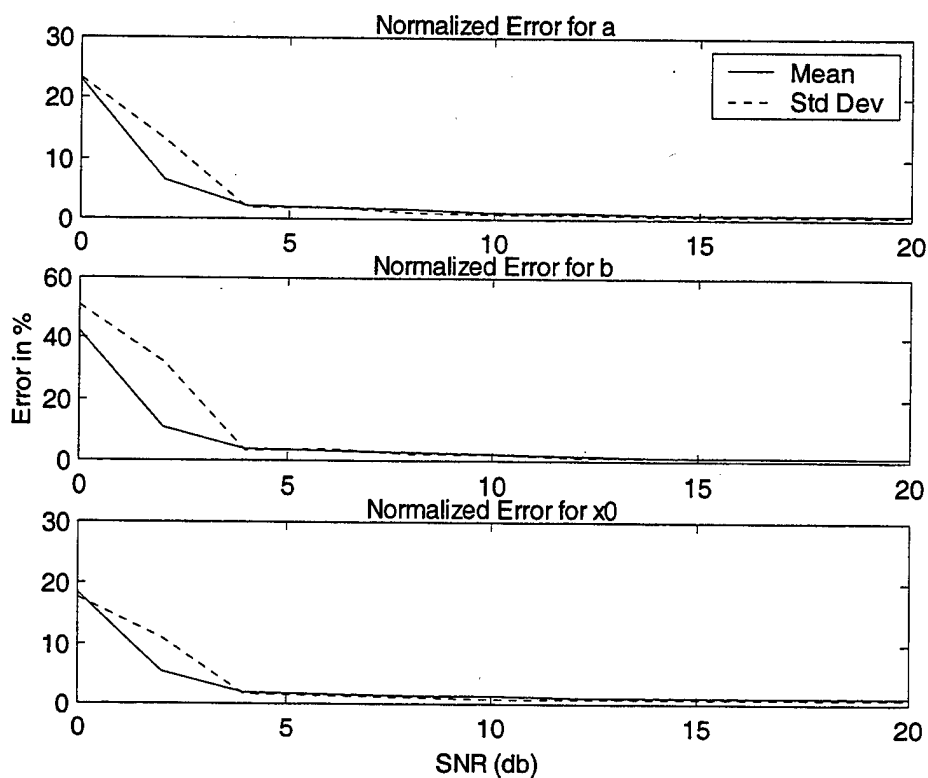 Normalized Error for a
30
20
10
0
Mean
Std Dev
0 5 10 15 20
Normalized Error for b
60
40
20
0
Error in %
0 5 10 15 20
Normalized Error for x0
30
20
10
0
0 5 10 15 20
SNR (db)